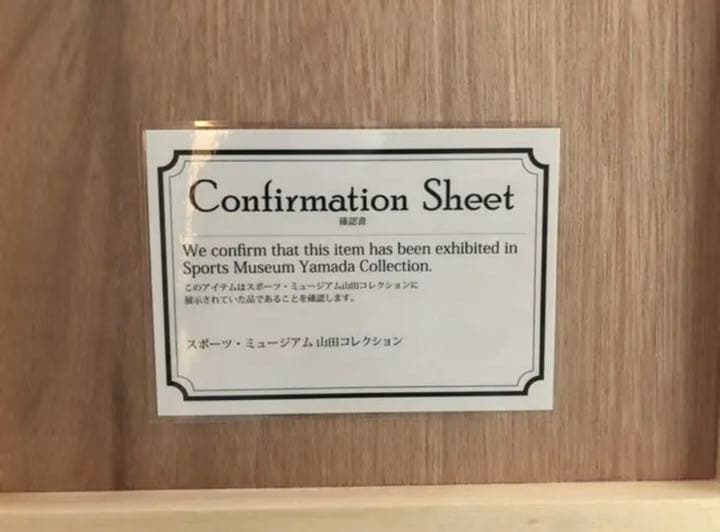 Confirmation Sheet
確認書
We confirm that this item has been exhibited in
Sports Museum Yamada Collection.
このアイテムはスポーツ・ミュージアム山田コレクションに
展示されていた品であることを確認します。
スポーツ・ミュージアム 山田コレクション